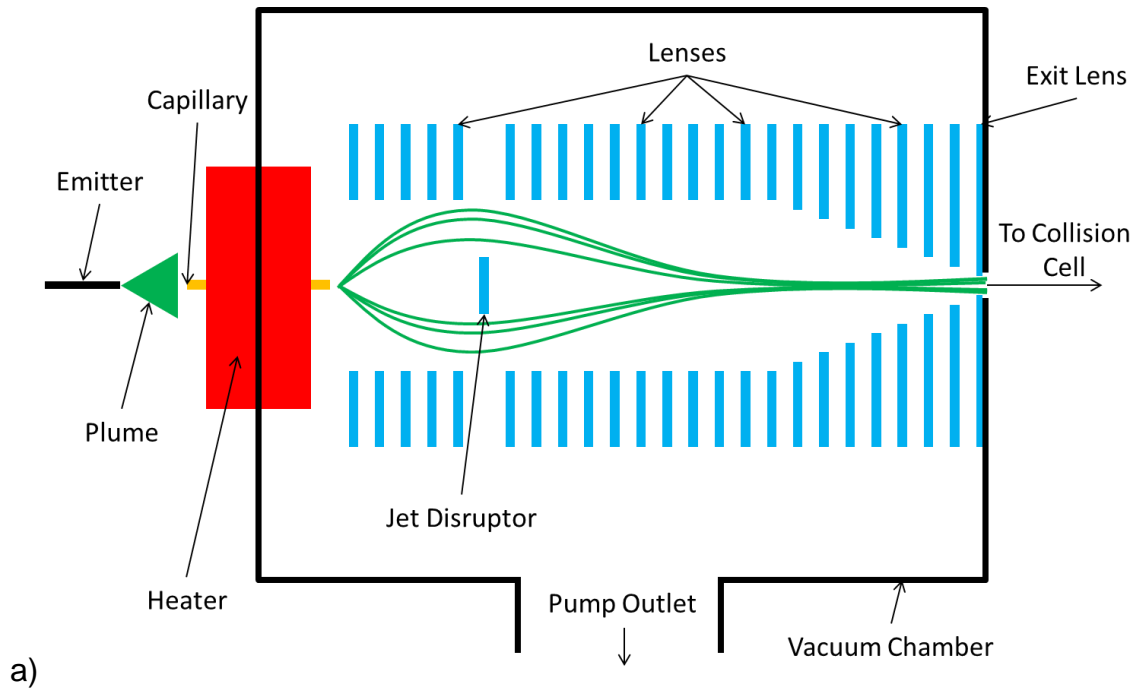 Lenses
Exit Lens
Capillary
Emitter
To Collision
Cell
Plume
Jet Disruptor
Heater
Pump Outlet
Vacuum Chamber
a)